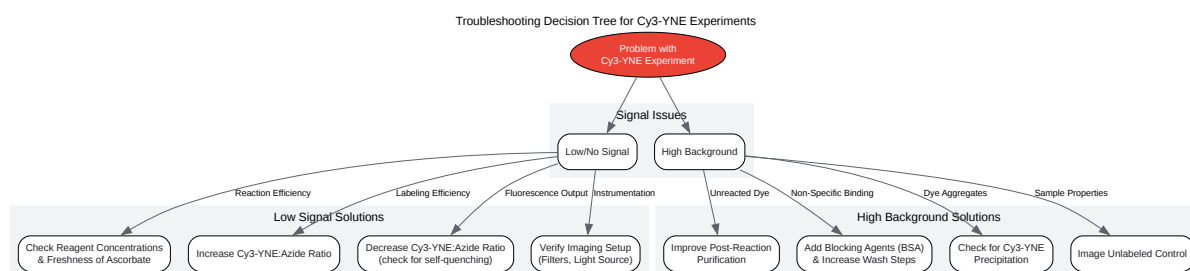 Troubleshooting Decision Tree for Cy3-YNE Experiments
Problem with
Cy3-YNE Experiment
Signal Issues
Low/No Signal
High Background
Reaction Efficiency
Labeling Efficiency
Fluorescence Output
Instrumentation
Unreacted Dye
Non-Specific Binding
Dye Aggregates
Sample Properties
Low Signal Solutions
High Background Solutions
Check Reagent Concentrations
& Freshness of Ascorbate
Increase Cy3-YNE:Azide Ratio
Decrease Cy3-YNE:Azide Ratio
(check for self-quenching)
Verify Imaging Setup
(Filters, Light Source)
Improve Post-Reaction
Purification
Add Blocking Agents (BSA)
& Increase Wash Steps
Check for Cy3-YNE
Precipitation
Image Unlabeled Control